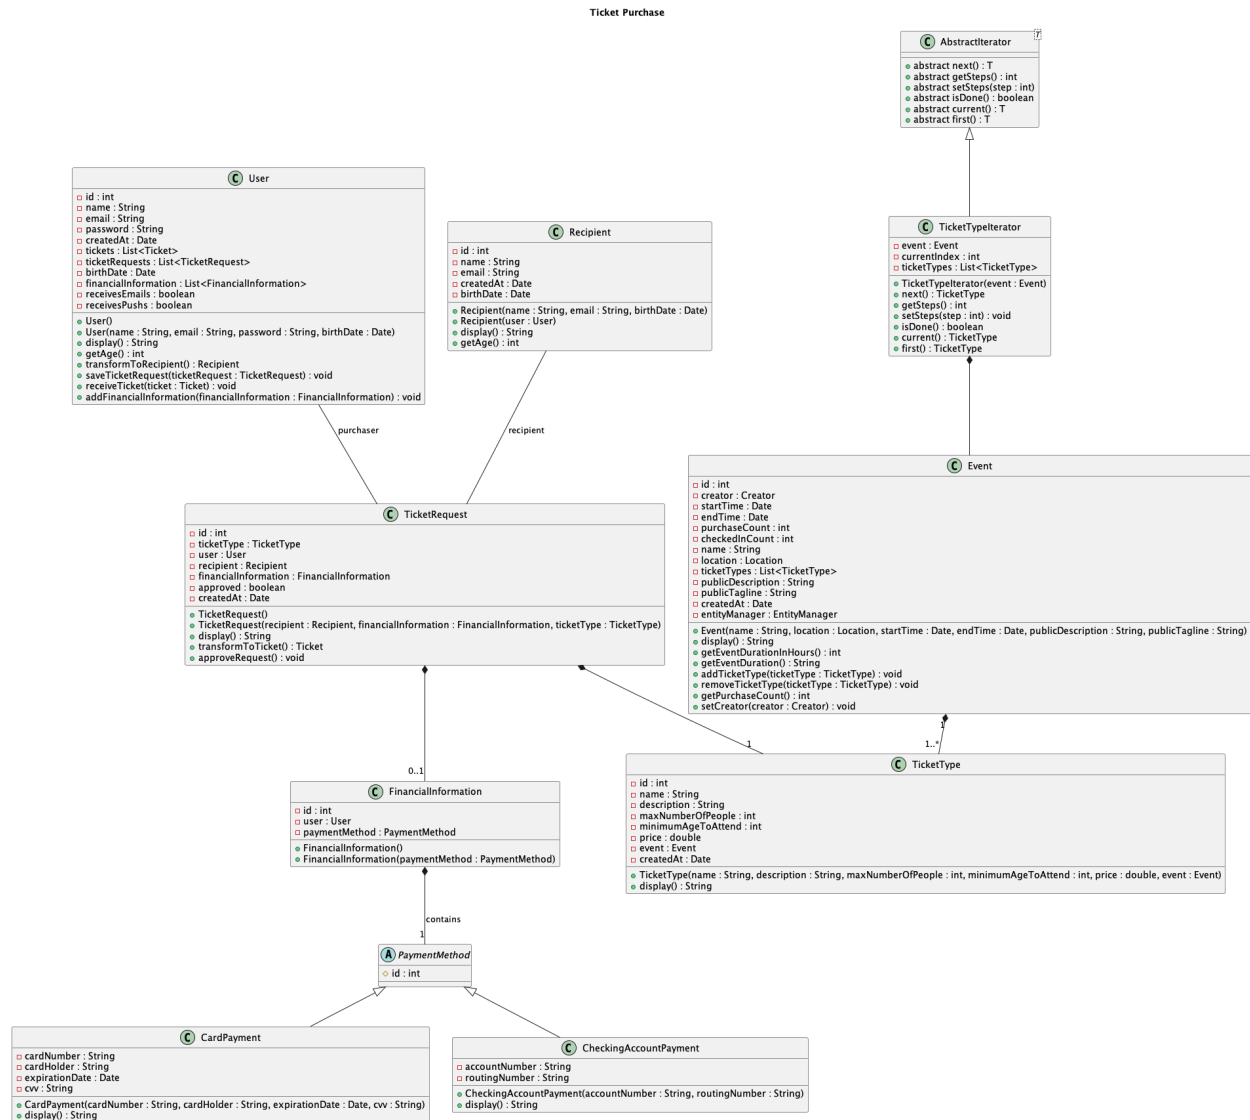 Ticket Purchase
C AbstractIterator
T
abstract next() : T
abstract getSteps() : int
abstract setSteps(step : int)
abstract isDone() : boolean
abstract current() : T
abstract first() : T
C User
id : int
name : String
email : String
password : String
createdAt : Date
tickets : List<Ticket>
ticketRequests : List<TicketRequest>
birthDate : Date
financialInformation : List<FinancialInformation>
receivesEmails : boolean
receivesPushs : boolean
User()
User(name : String, email : String, password : String, birthDate : Date)
display() : String
getAge() : int
transformToRecipient() : Recipient
saveTicketRequest(ticketRequest : TicketRequest) : void
receiveTicket(ticket : Ticket) : void
addFinancialInformation(financialInformation : FinancialInformation) : void
C Recipient
id : int
name : String
email : String
createdAt : Date
birthDate : Date
Recipient(name : String, email : String, birthDate : Date)
Recipient(user : User)
display() : String
getAge() : int
C TicketTypeIterator
event : Event
currentIndex : int
ticketTypes : List<TicketType>
TicketTypeIterator(event : Event)
next() : TicketType
getSteps() : int
setSteps(step : int) : void
isDone() : boolean
current() : TicketType
first() : TicketType
purchaser
recipient
C TicketRequest
id : int
ticketType : TicketType
user : User
recipient : Recipient
financialInformation : FinancialInformation
approved : boolean
createdAt : Date
TicketRequest()
TicketRequest(recipient : Recipient, financialInformation : FinancialInformation, ticketType : TicketType)
display() : String
transformToTicket() : Ticket
approveRequest() : void
C Event
id : int
creator : Creator
startTime : Date
endTime : Date
purchaseCount : int
checkedInCount : int
name : String
location : Location
ticketTypes : List<TicketType>
publicDescription : String
publicTagline : String
createdAt : Date
entityManager : EntityManager
Event(name : String, location : Location, startTime : Date, endTime : Date, publicDescription : String, publicTagline : String)
display() : String
getEventDurationInHours() : int
getEventDuration() : String
addTicketType(ticketType : TicketType) : void
removeTicketType(ticketType : TicketType) : void
getPurchaseCount() : int
setCreator(creator : Creator) : void
1
1
1..*
0..1
C FinancialInformation
id : int
user : User
paymentMethod : PaymentMethod
FinancialInformation()
FinancialInformation(paymentMethod : PaymentMethod)
C TicketType
id : int
name : String
description : String
maxNumberOfPeople : int
minimumAgeToAttend : int
price : double
event : Event
createdAt : Date
TicketType(name : String, description : String, maxNumberOfPeople : int, minimumAgeToAttend : int, price : double, event : Event)
display() : String
contains
1
A PaymentMethod
id : int
C CardPayment
cardNumber : String
cardHolder : String
expirationDate : Date
cvv : String
CardPayment(cardNumber : String, cardHolder : String, expirationDate : Date, cvv : String)
display() : String
C CheckingAccountPayment
accountNumber : String
routingNumber : String
CheckingAccountPayment(accountNumber : String, routingNumber : String)
display() : String